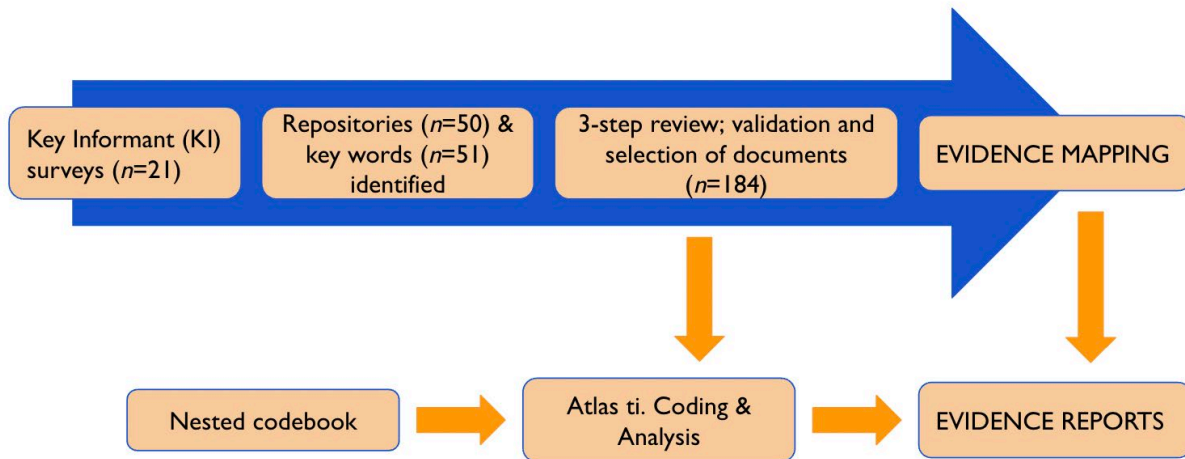 Key Informant (KI)
surveys (n=21)
Repositories (n=50) &
key words (n=51)
identified
3-step review; validation and
selection of documents
(n=184)
EVIDENCE MAPPING
Nested codebook
Atlas ti. Coding &
Analysis
EVIDENCE REPORTS